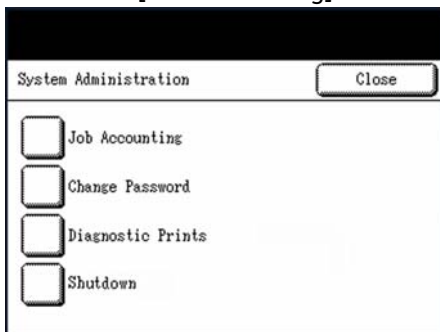 System Administration
Close
Job Accounting
Change Password
Diagnostic Prints
Shutdown